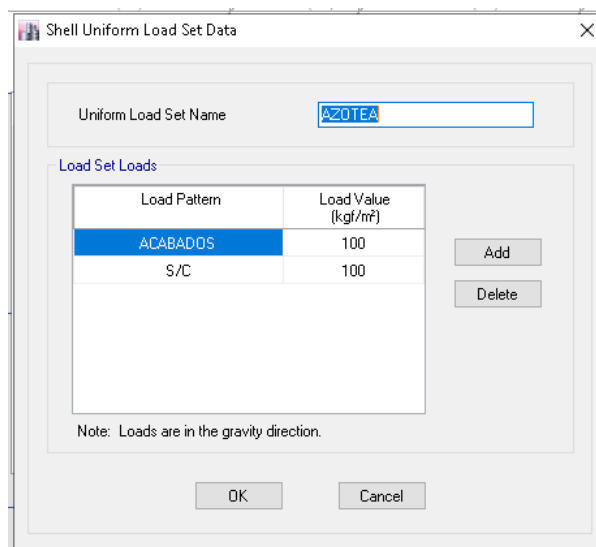 Shell Uniform Load Set Data
Uniform Load Set Name
AZOTEA
Load Set Loads
Load Pattern
Load Value
(kgf/m²)
ACABADOS
100
S/C
100
Add
Delete
Note: Loads are in the gravity direction.
OK
Cancel